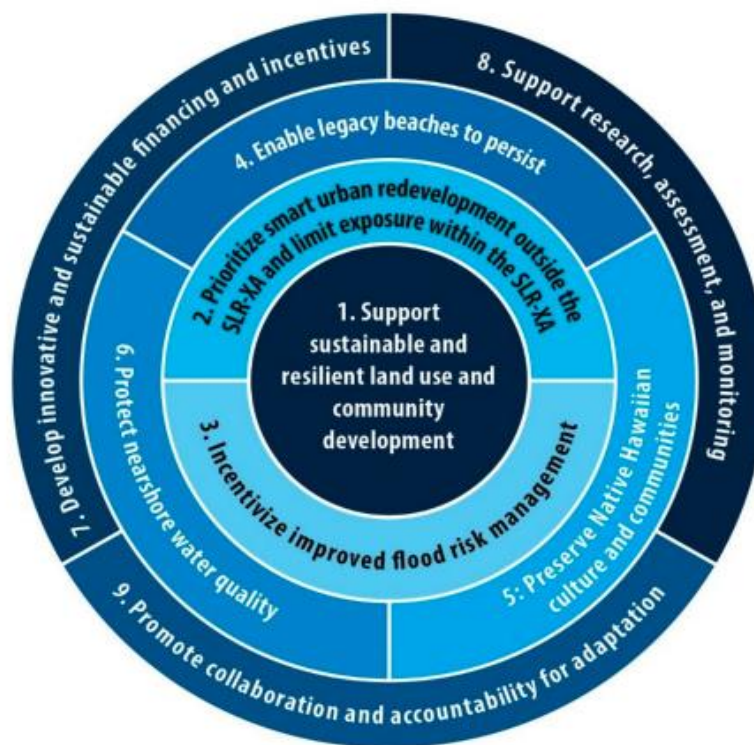 1. Support
sustainable and
resilient land use and
community
development
2. Prioritize smart urban redevelopment outside the
SLR-XA and limit exposure within the SLR-XA
3. Incentivize improved flood risk management
4. Enable legacy beaches to persist
5: Preserve Native Hawaiian
culture and communities
6. Protect nearshore water quality
7. Develop innovative and sustainable financing and incentives
8. Support research, assessment, and monitoring
9. Promote collaboration and accountability for adaptation